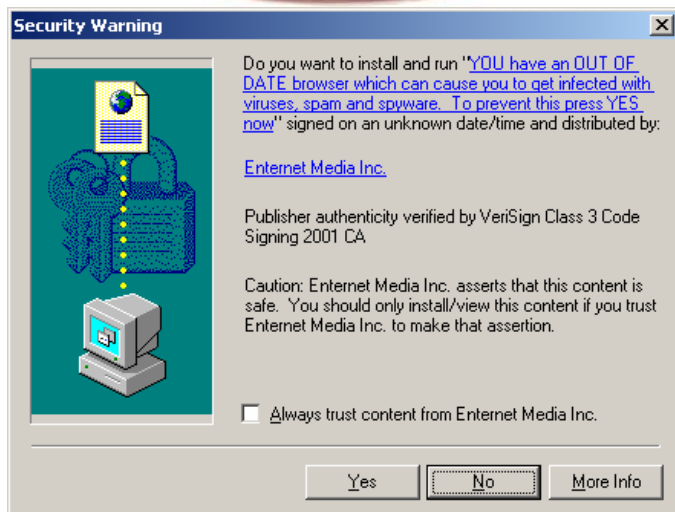 Security Warning
Do you want to install and run "YOU have an OUT OF
DATE browser which can cause you to get infected with
viruses, spam and spyware. To prevent this press YES
now" signed on an unknown date/time and distributed by:
Enternet Media Inc.
Publisher authenticity verified by VeriSign Class 3 Code
Signing 2001 CA
Caution: Enternet Media Inc. asserts that this content is
safe. You should only install/view this content if you trust
Enternet Media Inc. to make that assertion.
Always trust content from Enternet Media Inc.
Yes No More Info